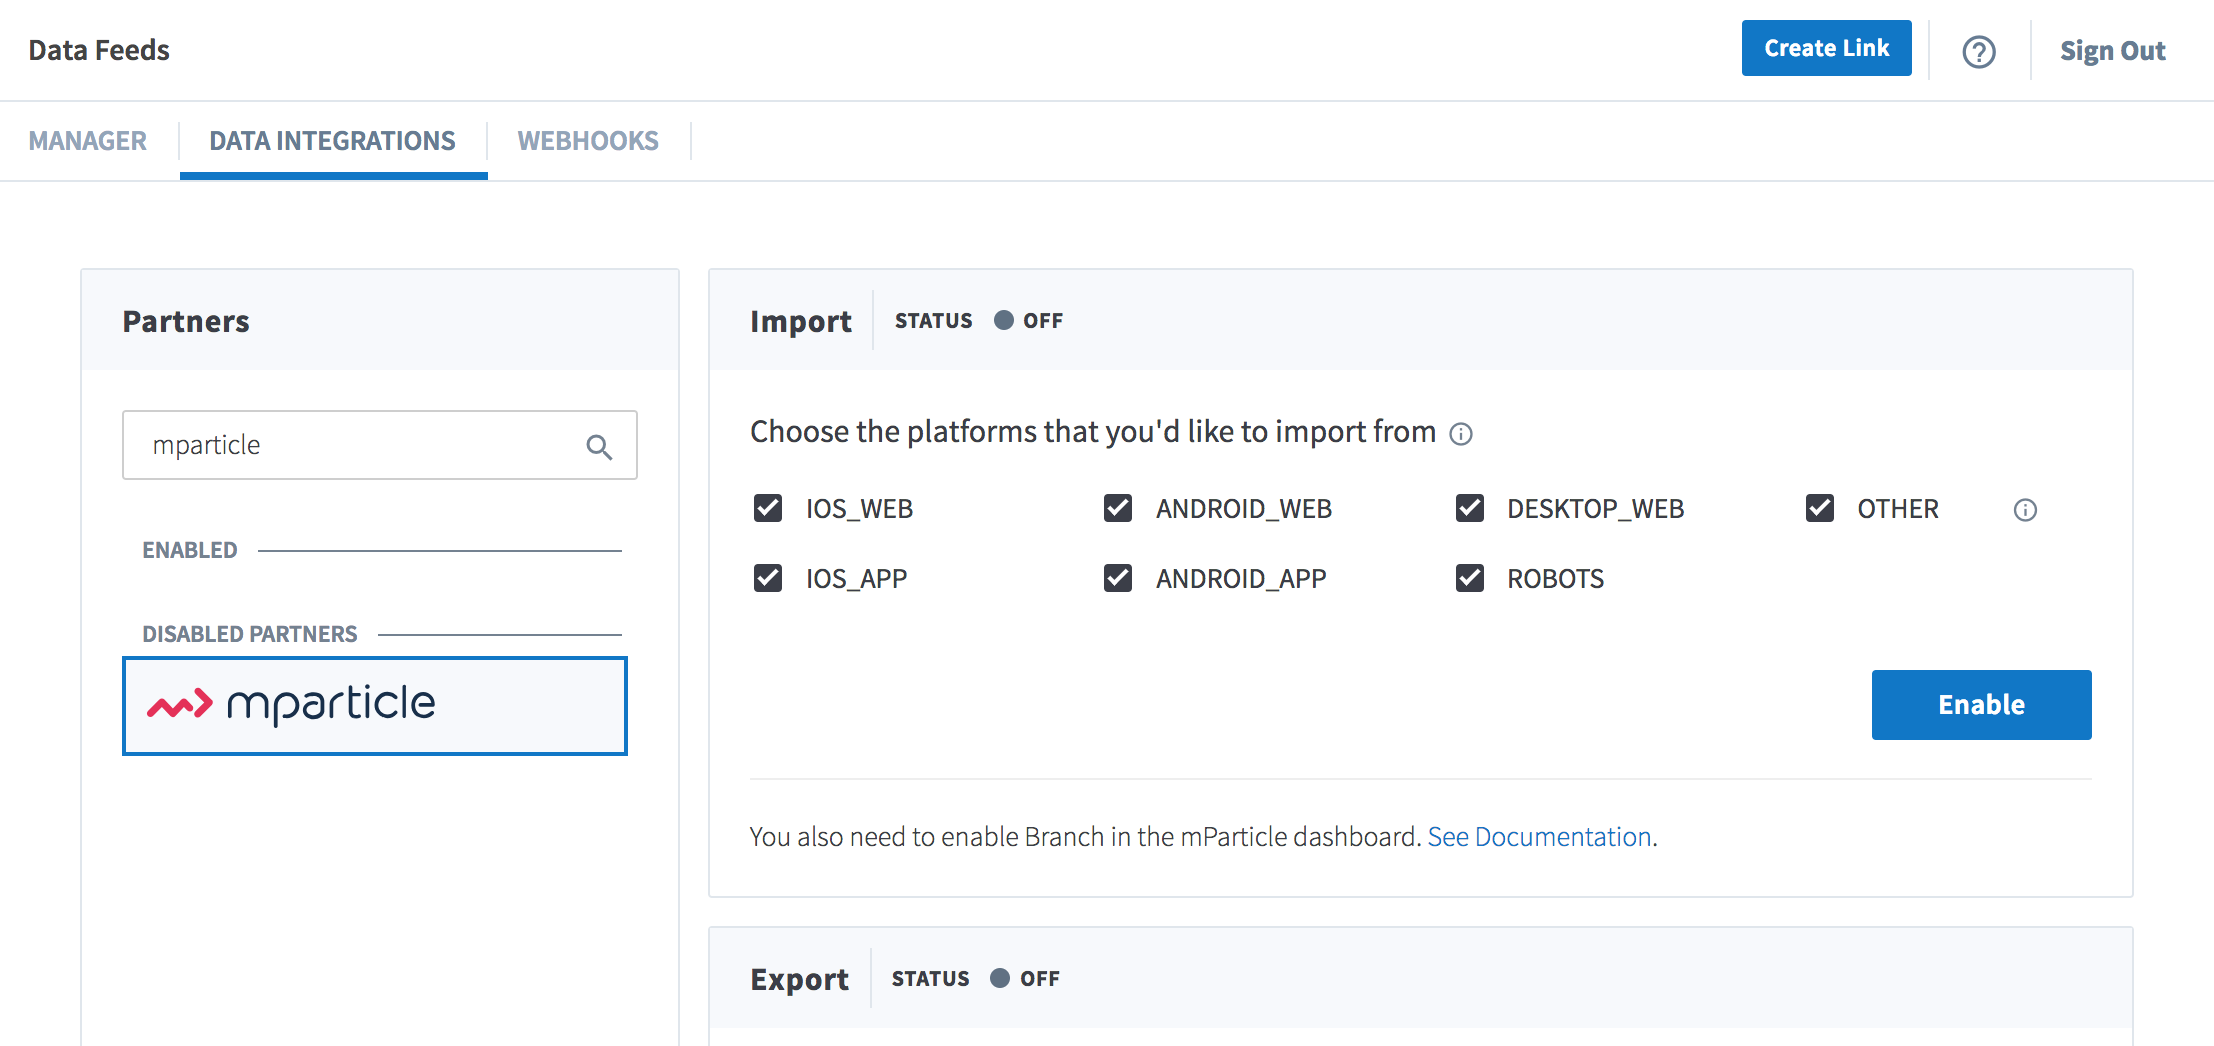 Data Feeds
Create Link
Sign Out
MANAGER
DATA INTEGRATIONS
WEBHOOKS
Partners
mparticle
ENABLED
DISABLED PARTNERS
mparticle
Import
STATUS
OFF
Choose the platforms that you'd like to import from
IOS_WEB
ANDROID_WEB
DESKTOP_WEB
OTHER
IOS_APP
ANDROID_APP
ROBOTS
Enable
You also need to enable Branch in the mParticle dashboard. See Documentation.
Export
STATUS
OFF